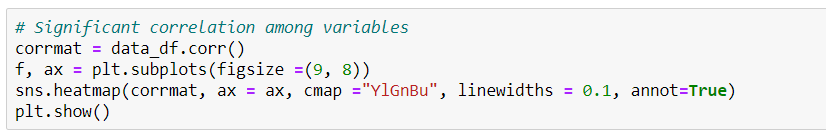 # Significant correlation among variables
corrmat = data_df.corr()
f, ax = plt.subplots(figsize =(9, 8))
sns.heatmap(corrmat, ax = ax, cmap ="YlGnBu", linewidths = 0.1, annot=True)
plt.show()